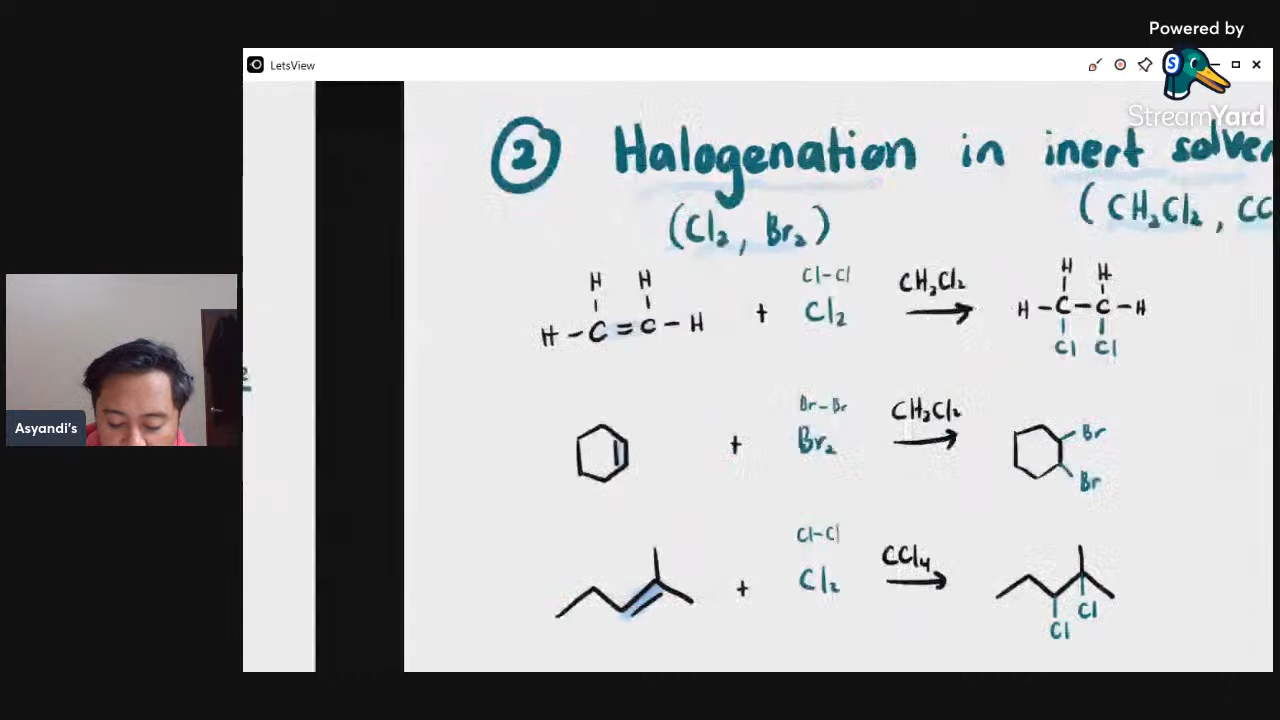 Powered by
StreamYard
LetsView
② Halogenation in inert solven
(Cl₂, Br₂) (CH₂Cl₂, CC
H H Cl-Cl CH₂Cl₂ H H
H-C=C-H + Cl₂ → H-C-C-H
Cl Cl
Br-Br CH₂Cl₂ Br
+ Br₂ → Br
Cl-Cl CCl₄
+ Cl₂ → Cl
Cl
Asyandi's